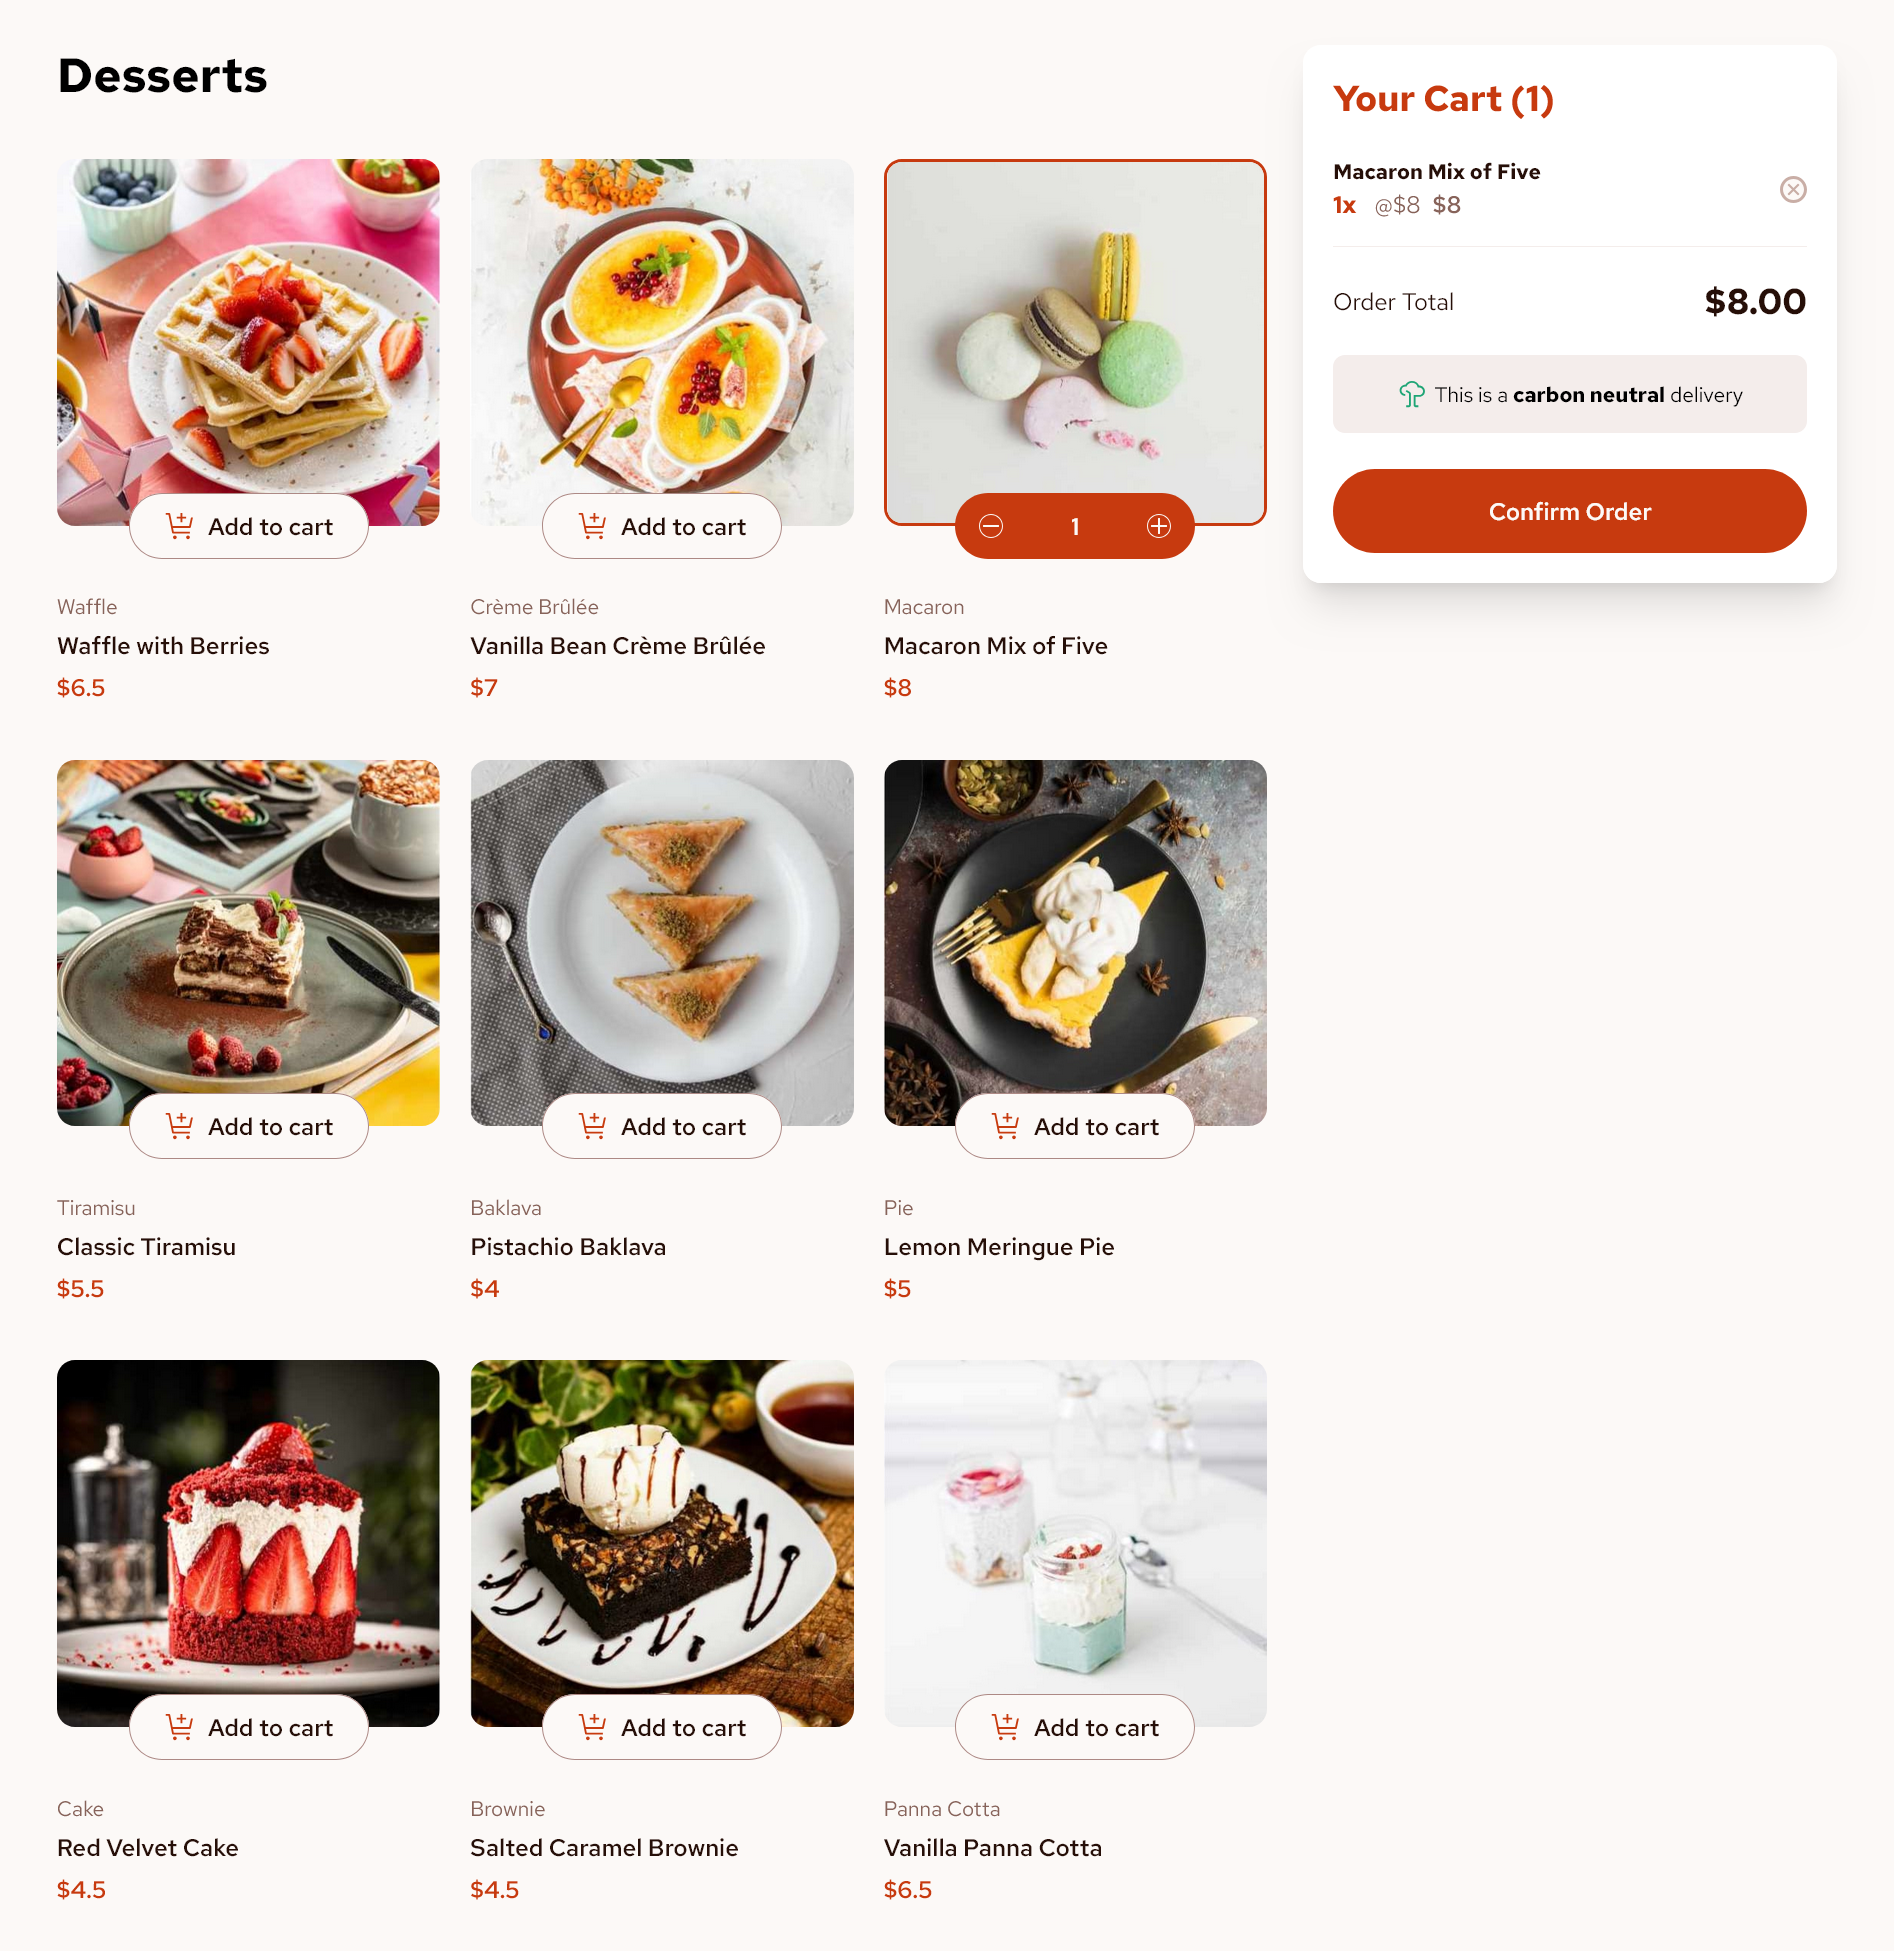 Desserts
Add to cart
Waffle
Waffle with Berries
$6.5
Add to cart
Crème Brûlée
Vanilla Bean Crème Brûlée
$7
1
Macaron
Macaron Mix of Five
$8
Add to cart
Tiramisu
Classic Tiramisu
$5.5
Add to cart
Baklava
Pistachio Baklava
$4
Add to cart
Pie
Lemon Meringue Pie
$5
Add to cart
Cake
Red Velvet Cake
$4.5
Add to cart
Brownie
Salted Caramel Brownie
$4.5
Add to cart
Panna Cotta
Vanilla Panna Cotta
$6.5
Your Cart (1)
Macaron Mix of Five
1x @$8 $8
Order Total $8.00
This is a carbon neutral delivery
Confirm Order